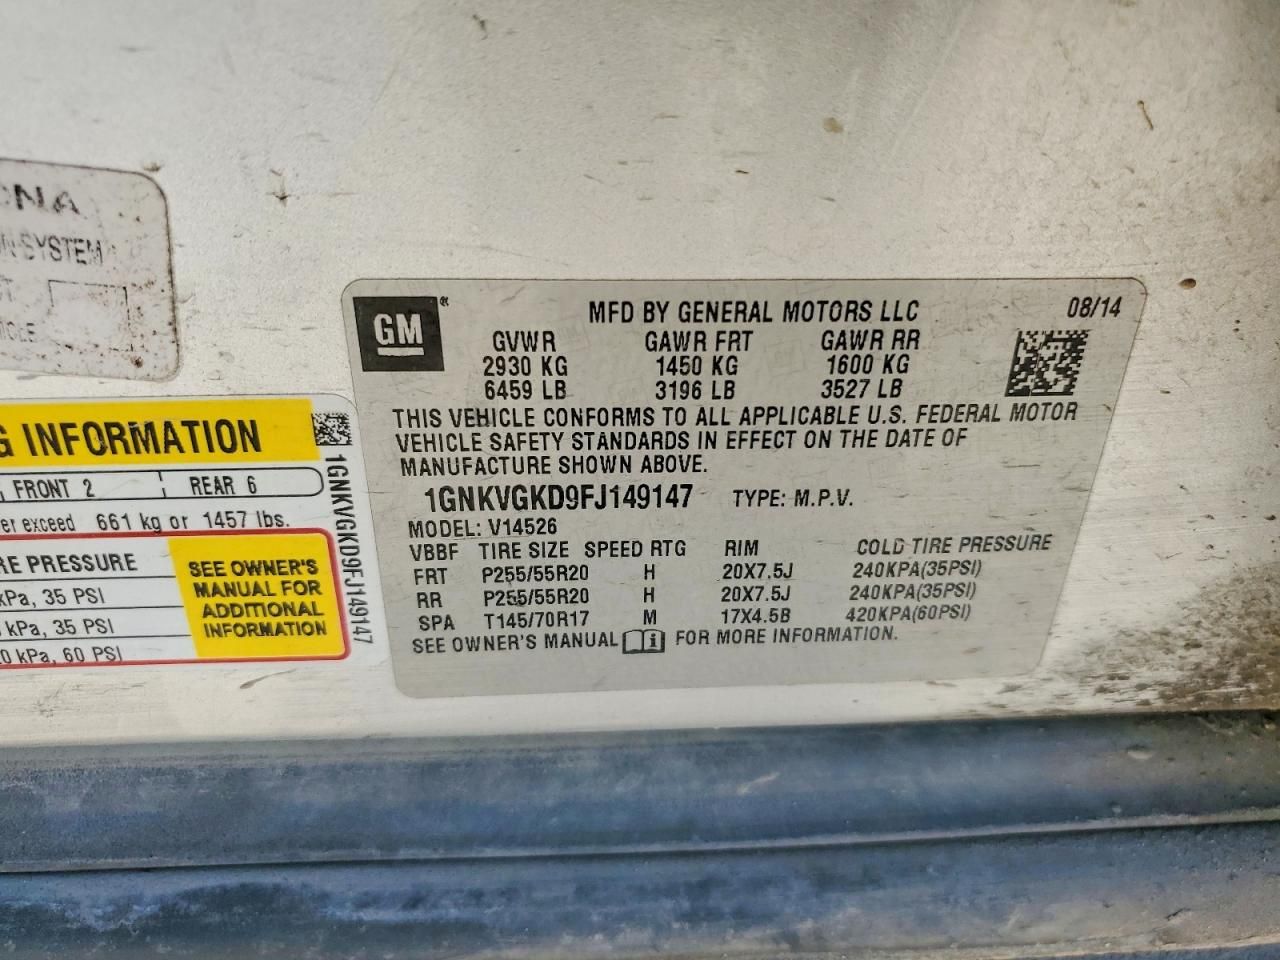 NA
SYSTEM
GM
MFD BY GENERAL MOTORS LLC 08/14
GVWR GAWR FRT GAWR RR
2930 KG 1450 KG 1600 KG
6459 LB 3196 LB 3527 LB
THIS VEHICLE CONFORMS TO ALL APPLICABLE U.S. FEDERAL MOTOR
VEHICLE SAFETY STANDARDS IN EFFECT ON THE DATE OF
MANUFACTURE SHOWN ABOVE.
1GNKVGKD9FJ149147 TYPE: M.P.V.
MODEL: V14526
VBBF TIRE SIZE SPEED RTG RIM COLD TIRE PRESSURE
FRT P255/55R20 H 20X7.5J 240KPA(35PSI)
RR P255/55R20 H 20X7.5J 240KPA(35PSI)
SPA T145/70R17 M 17X4.5B 420KPA(60PSI)
SEE OWNER'S MANUAL i FOR MORE INFORMATION.
G INFORMATION
FRONT 2 REAR 6
er exceed 661 kg or 1457 lbs.
RE PRESSURE
kPa, 35 PSI
kPa, 35 PSI
0 kPa, 60 PSI
SEE OWNER'S
MANUAL FOR
ADDITIONAL
INFORMATION
1GNKVGKD9FJ149147